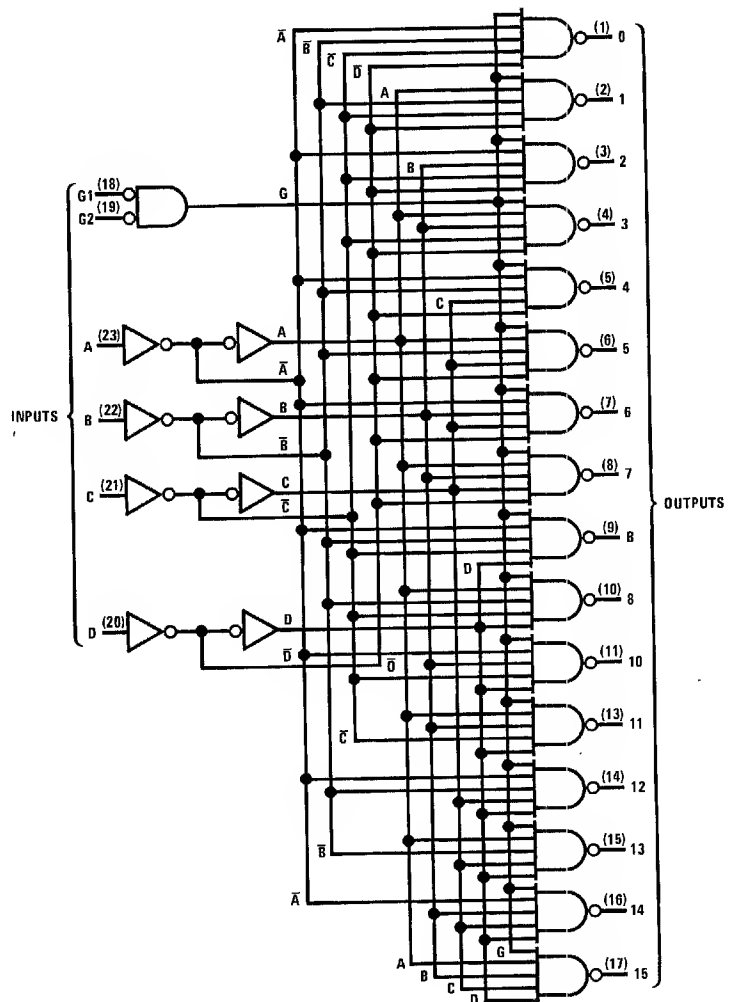 A̅
(1) 0
B̅
C̅
D̅
A
(2) 1
(3) 2
B
G1 (18)
G
G2 (19)
(4) 3
(5) 4
C
A (23)
A
(6) 5
A̅
INPUTS
B (22)
B
(7) 6
B̅
C (21)
C
(8) 7
C̅
OUTPUTS
(9) B
D
(10) 8
D (20)
D
D̅
O̅
(11) 10
C̅
(13) 11
(14) 12
B̅
(15) 13
A̅
(16) 14
G
A
B
(17) 15
C
D